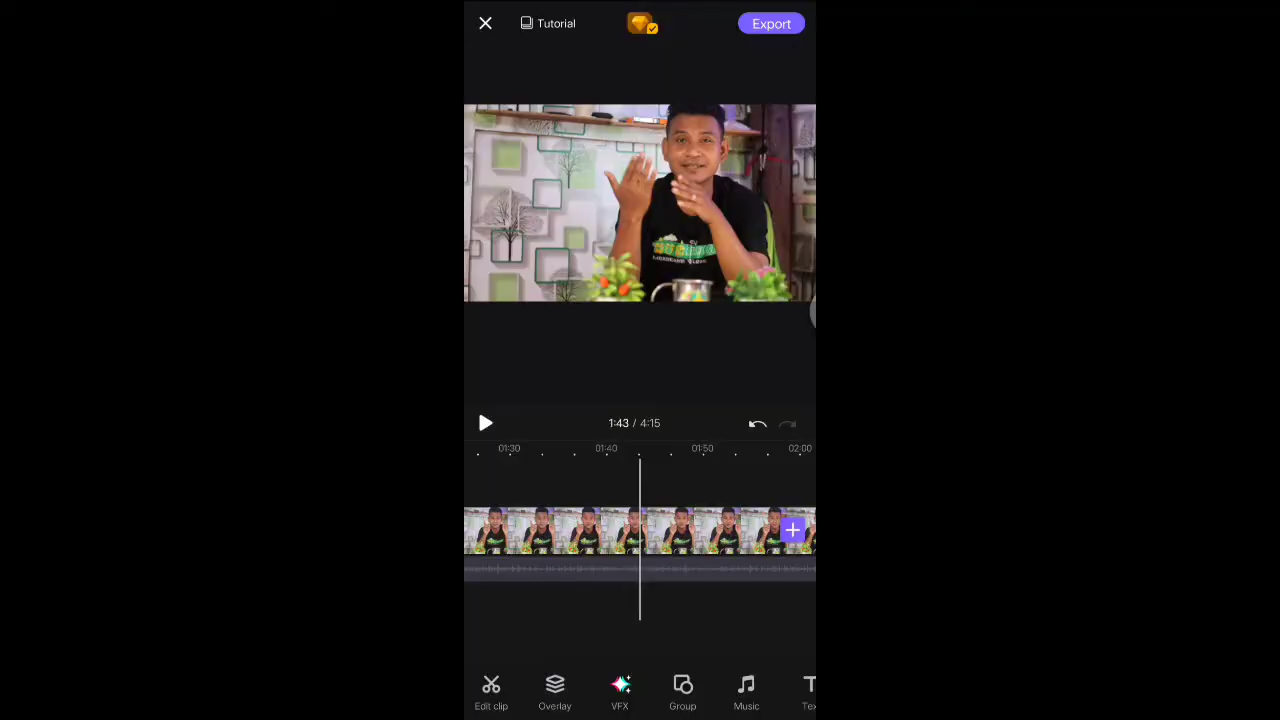 Tutorial
Export
1:43 / 4:15
01:30 01:40 01:50 02:00
Edit clip Overlay VFX Group Music Tex